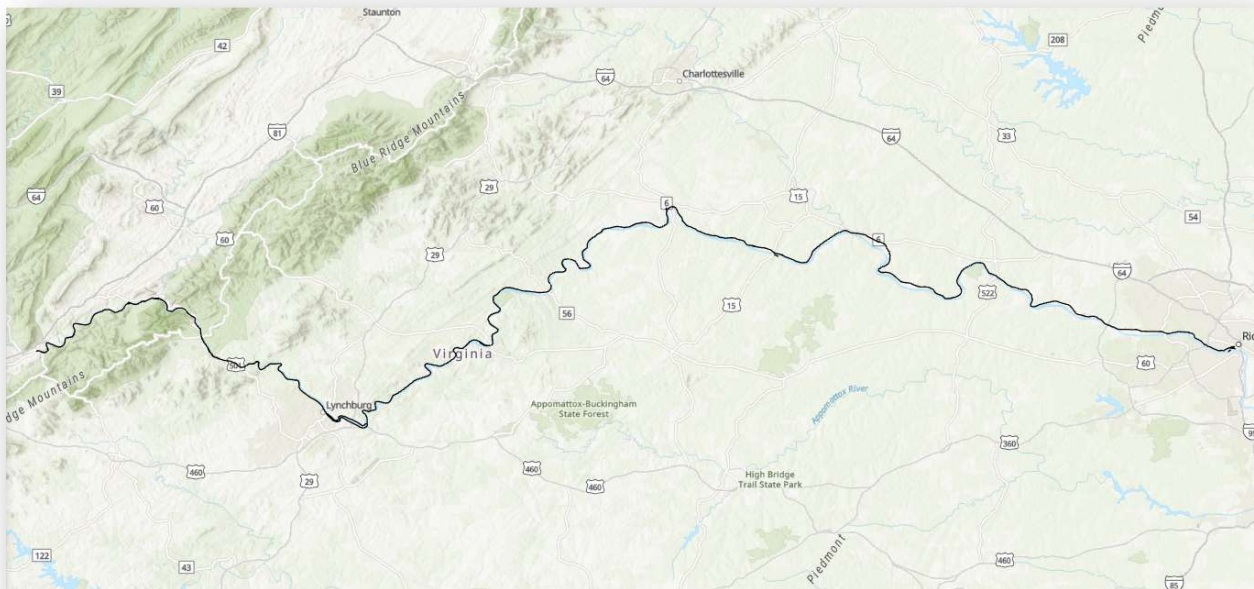 Staunton
42
208
Piedmont
64
Charlottesville
39
81
Blue Ridge Mountains
33
64
29
15
64
60
6
54
60
29
6
64
522
15
56
Virginia
Ric
60
501
Ridge Mountains
Lynchburg
Appomattox-Buckingham
State Forest
Appomattox River
95
360
460
29
460
460
High Bridge
Trail State Park
122
43
Piedmont
460
85